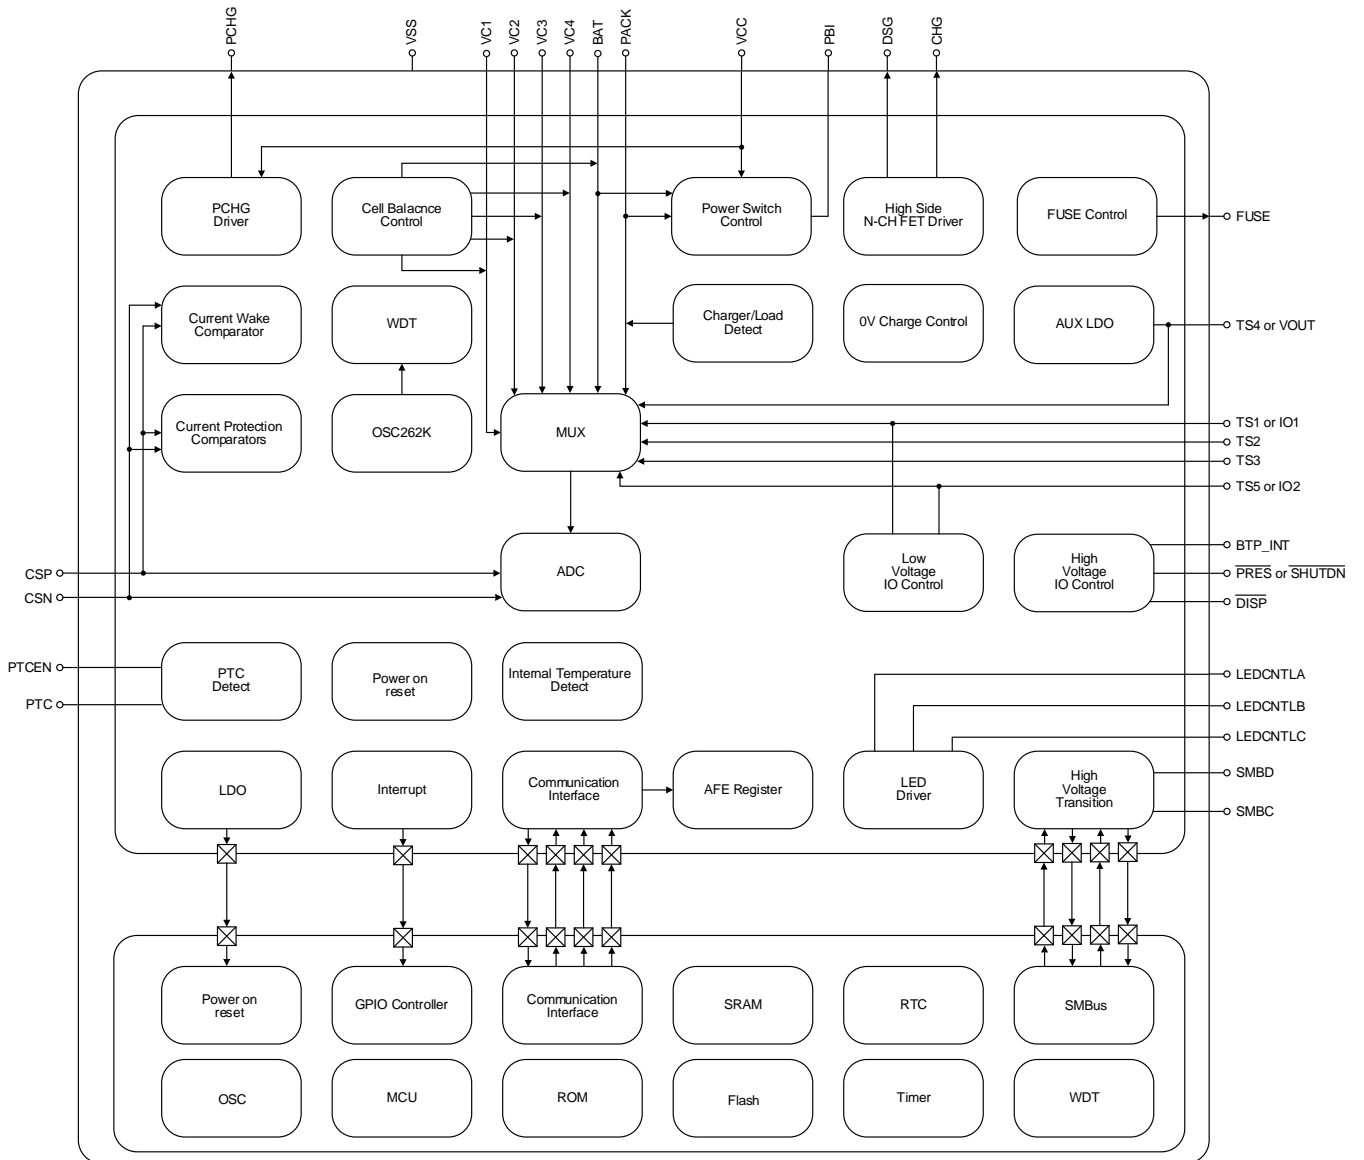 PCHG
VSS
VC1
VC2
VC3
VC4
BAT
PACK
VCC
PBI
DSG
CHG
PCHG
Driver
Cell Balacnce
Control
Power Switch
Control
High Side
N-CH FET Driver
FUSE Control
FUSE
Current Wake
Comparator
WDT
Charger/Load
Detect
0V Charge Control
AUX LDO
TS4 or VOUT
Current Protection
Comparators
OSC262K
MUX
TS1 or IO1
TS2
TS3
TS5 or IO2
CSP
CSN
ADC
Low
Voltage
IO Control
High
Voltage
IO Control
BTP_INT
PRES or SHUTDN
DISP
PTCEN
PTC
PTC
Detect
Power on
reset
Internal Temperature
Detect
LEDCNTLA
LEDCNTLB
LEDCNTLC
LDO
Interrupt
Communication
Interface
AFE Register
LED
Driver
High
Voltage
Transition
SMBD
SMBC
Power on
reset
GPIO Controller
Communication
Interface
SRAM
RTC
SMBus
OSC
MCU
ROM
Flash
Timer
WDT